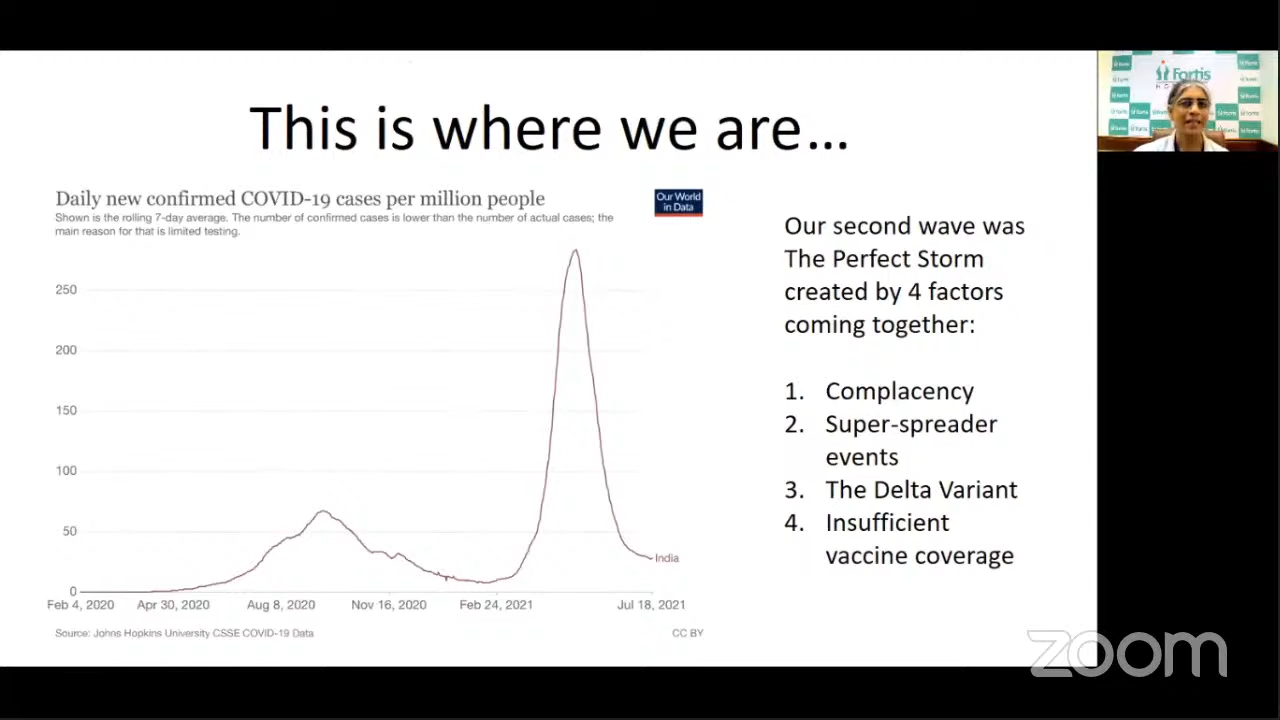 This is where we are...
Daily new confirmed COVID-19 cases per million people
Our World
in Data
Shown is the rolling 7-day average. The number of confirmed cases is lower than the number of actual cases; the
main reason for that is limited testing.
250
200
150
100
50
0
India
Feb 4, 2020 Apr 30, 2020 Aug 8, 2020 Nov 16, 2020 Feb 24, 2021 Jul 18, 2021
Source: Johns Hopkins University CSSE COVID-19 Data CC BY
Our second wave was
The Perfect Storm
created by 4 factors
coming together:
1. Complacency
2. Super-spreader
events
3. The Delta Variant
4. Insufficient
vaccine coverage
Fortis
zoom